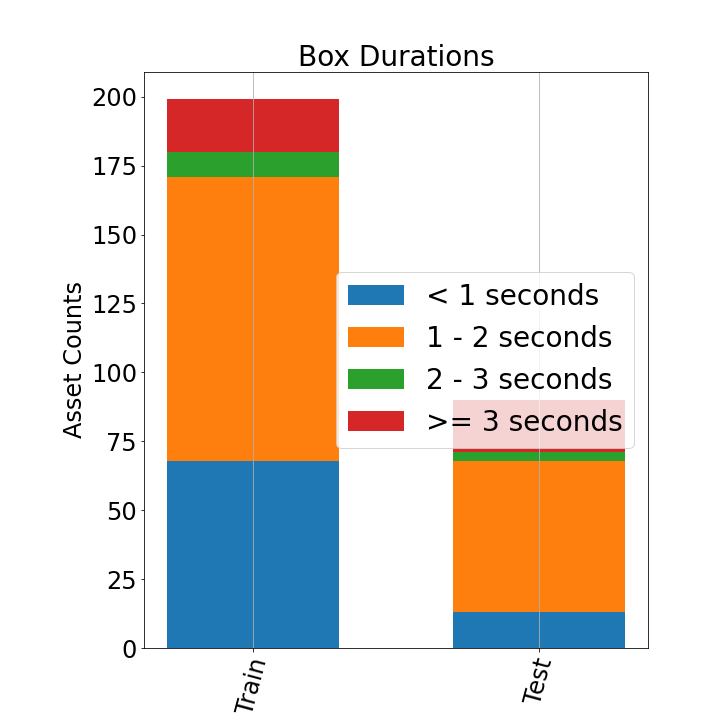 Box Durations
Asset Counts
200
175
150
125
100
75
50
25
0
< 1 seconds
1 - 2 seconds
2 - 3 seconds
>= 3 seconds
Train
Test